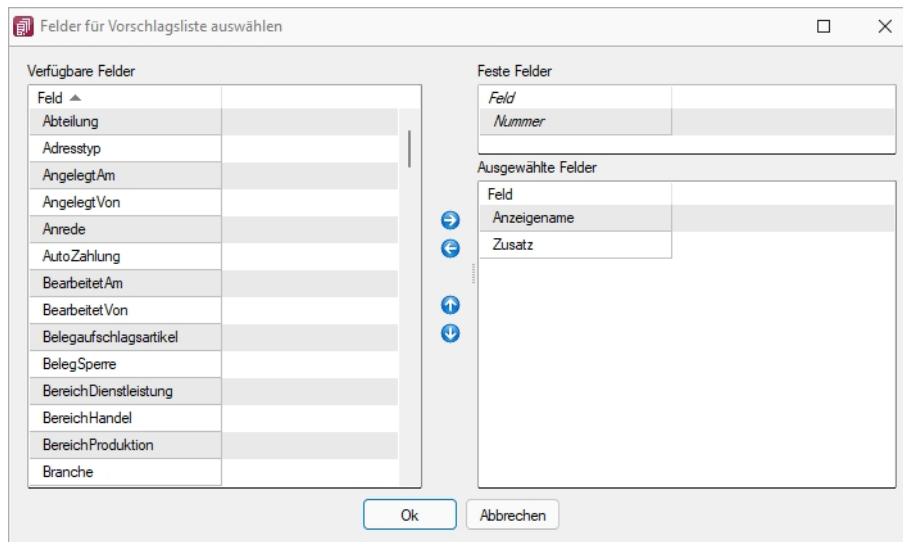 Felder für Vorschlagsliste auswählen
Verfügbare Felder
Feld
Abteilung
Adresstyp
AngelegtAm
AngelegtVon
Anrede
AutoZahlung
BearbeitetAm
BearbeitetVon
Belegaufschlagsartikel
BelegSperre
BereichDienstleistung
BereichHandel
BereichProduktion
Branche
Feste Felder
Feld
Nummer
Ausgewählte Felder
Feld
Anzeigename
Zusatz
Ok
Abbrechen